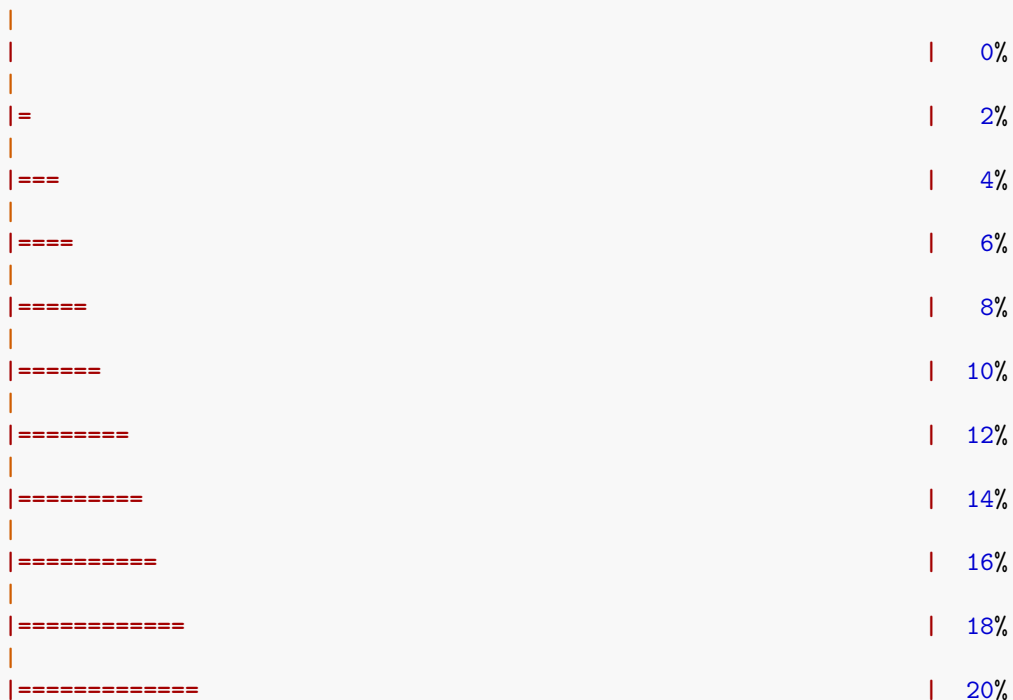 |
|                                                                 |   0%
|
|=                                                                |   2%
|
|===                                                              |   4%
|
|====                                                             |   6%
|
|=====                                                            |   8%
|
|======                                                           |  10%
|
|========                                                         |  12%
|
|=========                                                        |  14%
|
|==========                                                       |  16%
|
|============                                                     |  18%
|
|=============                                                    |  20%